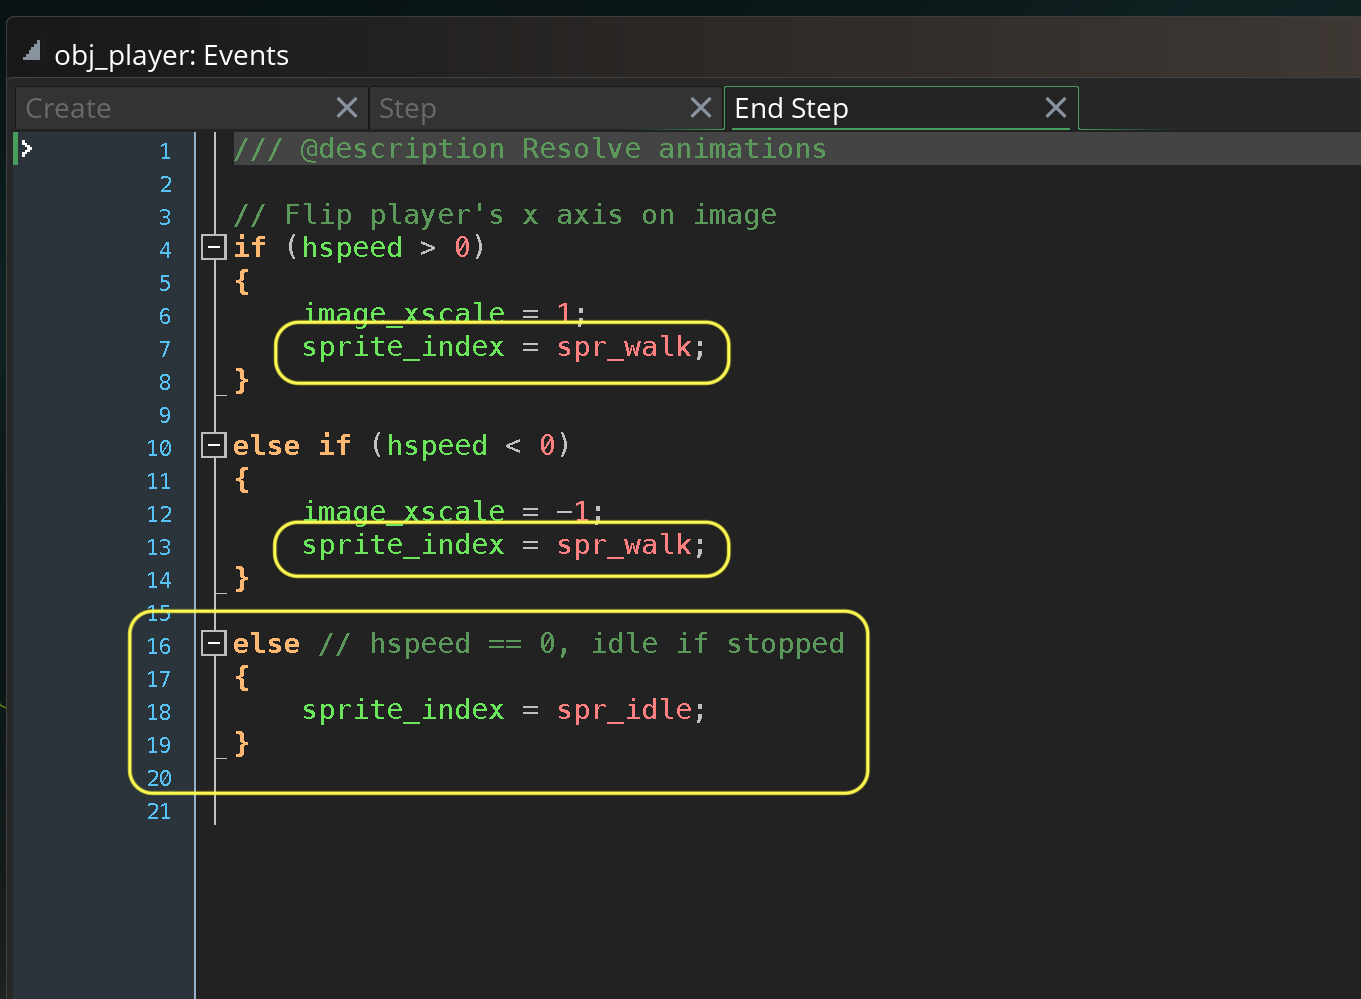 obj_player: Events
Create Step End Step
1 /// @description Resolve animations
2
3 // Flip player's x axis on image
4 if (hspeed > 0)
5 {
6 image_xscale = 1;
7 sprite_index = spr_walk;
8 }
9
10 else if (hspeed < 0)
11 {
12 image_xscale = -1;
13 sprite_index = spr_walk;
14 }
15
16 else // hspeed == 0, idle if stopped
17 {
18 sprite_index = spr_idle;
19 }
20
21